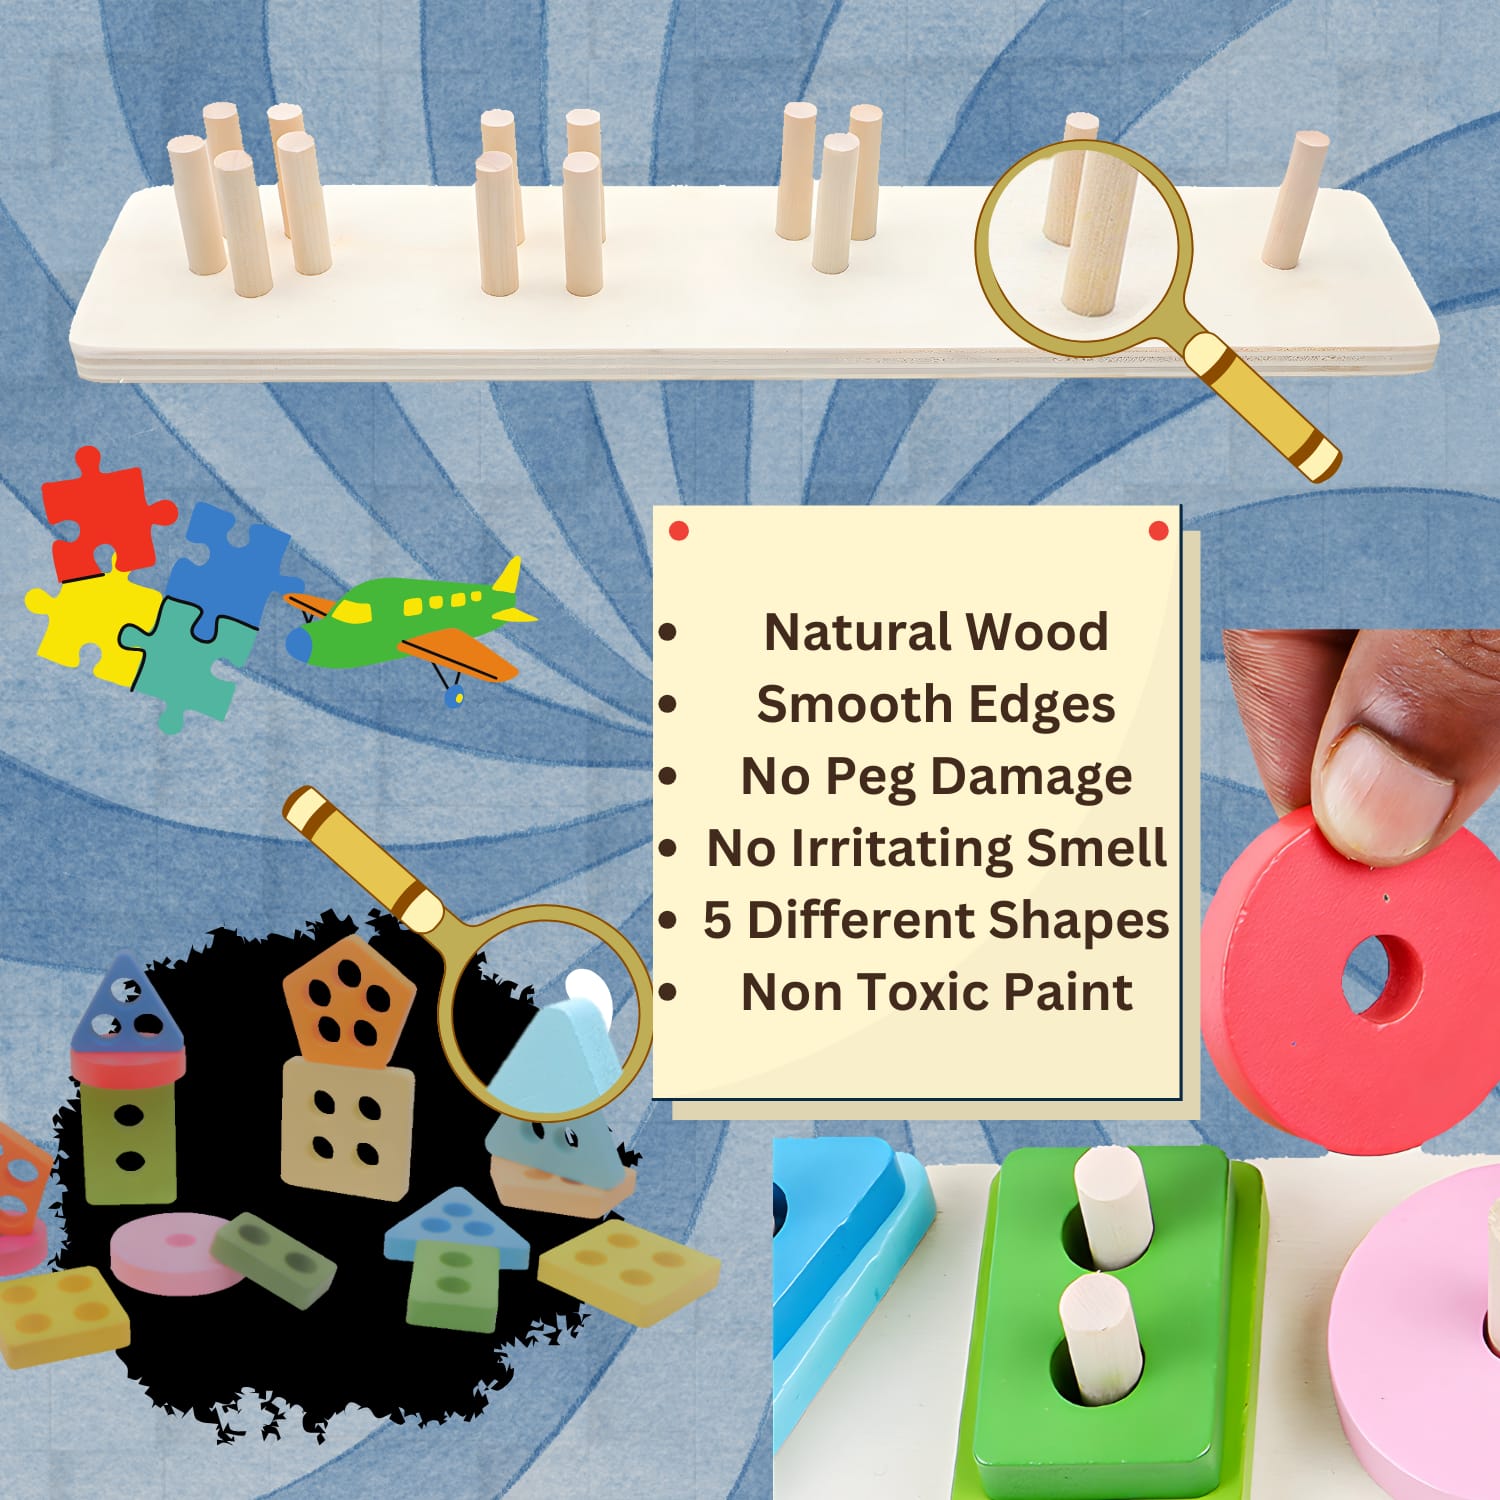 Natural Wood
Smooth Edges
No Peg Damage
No Irritating Smell
5 Different Shapes
Non Toxic Paint